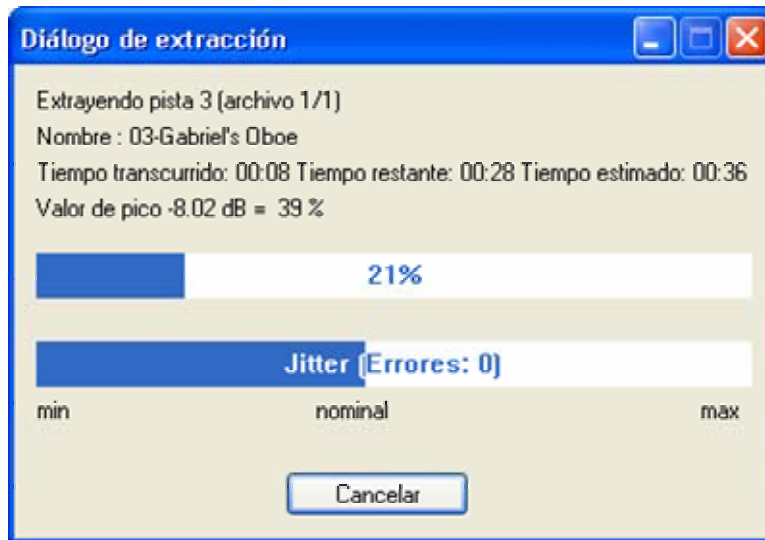 Diálogo de extracción
Extrayendo pista 3 (archivo 1/1)
Nombre : 03-Gabriel's Oboe
Tiempo transcurrido: 00:08 Tiempo restante: 00:28 Tiempo estimado: 00:36
Valor de pico -8.02 dB = 39 %
21%
Jitter (Errores: 0)
min nominal max
Cancelar